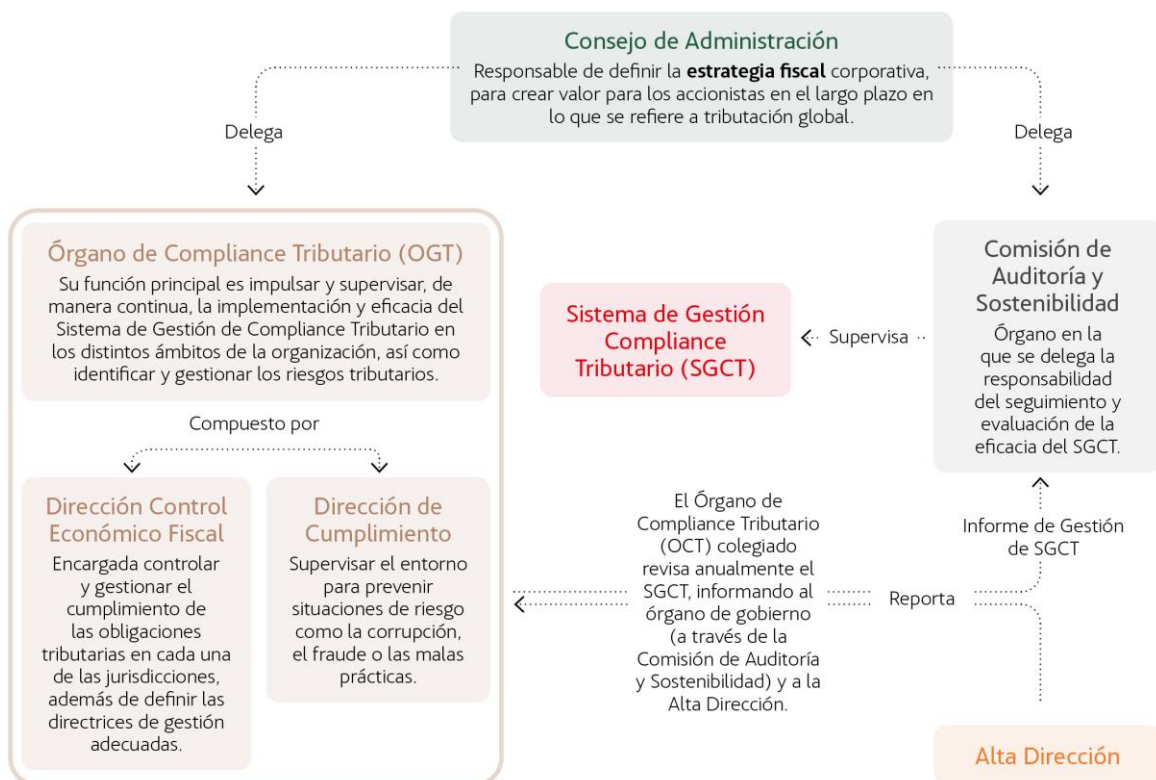 Consejo de Administración
Responsable de definir la estrategia fiscal corporativa,
para crear valor para los accionistas en el largo plazo en
lo que se refiere a tributación global.
Delega
Delega
Órgano de Compliance Tributario (OGT)
Su función principal es impulsar y supervisar, de
manera continua, la implementación y eficacia del
Sistema de Gestión de Compliance Tributario en
los distintos ámbitos de la organización, así como
identificar y gestionar los riesgos tributarios.
Compuesto por
Dirección Control
Económico Fiscal
Encargada controlar
y gestionar el
cumplimiento de
las obligaciones
tributarias en cada una
de las jurisdicciones,
además de definir las
directrices de gestión
adecuadas.
Dirección de
Cumplimiento
Supervisar el entorno
para prevenir
situaciones de riesgo
como la corrupción,
el fraude o las malas
prácticas.
Sistema de Gestión
Compliance
Tributario (SGCT)
Supervisa
Comisión de
Auditoría y
Sostenibilidad
Órgano en la
que se delega la
responsabilidad
del seguimiento y
evaluación de la
eficacia del SGCT.
El Órgano de
Compliance Tributario
(OCT) colegiado
revisa anualmente el
SGCT, informando al
órgano de gobierno
(a través de la
Comisión de Auditoría
y Sostenibilidad) y a la
Alta Dirección.
Reporta
Informe de Gestión
de SGCT
Alta Dirección